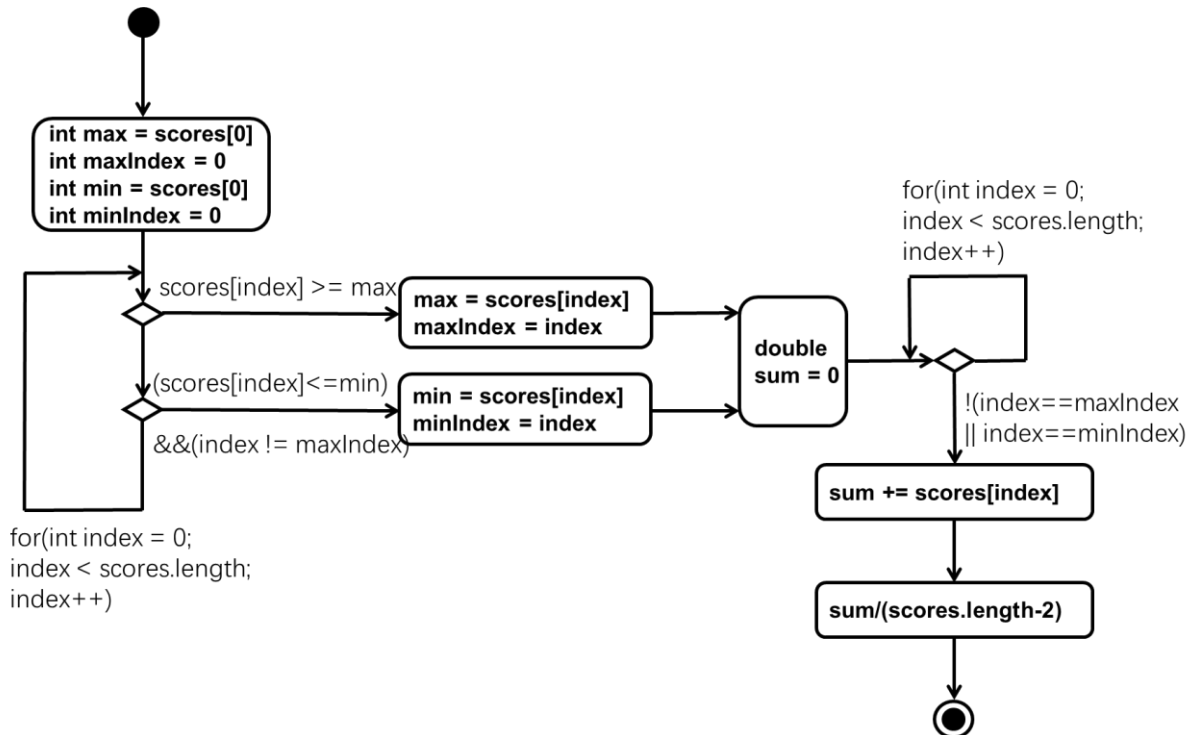 int max = scores[0]
int maxIndex = 0
int min = scores[0]
int minIndex = 0
scores[index] >= max
max = scores[index]
maxIndex = index
(scores[index]<=min)
&&(index != maxIndex)
min = scores[index]
minIndex = index
for(int index = 0;
index < scores.length;
index++)
double
sum = 0
for(int index = 0;
index < scores.length;
index++)
!(index==maxIndex
|| index==minIndex)
sum += scores[index]
sum/(scores.length-2)